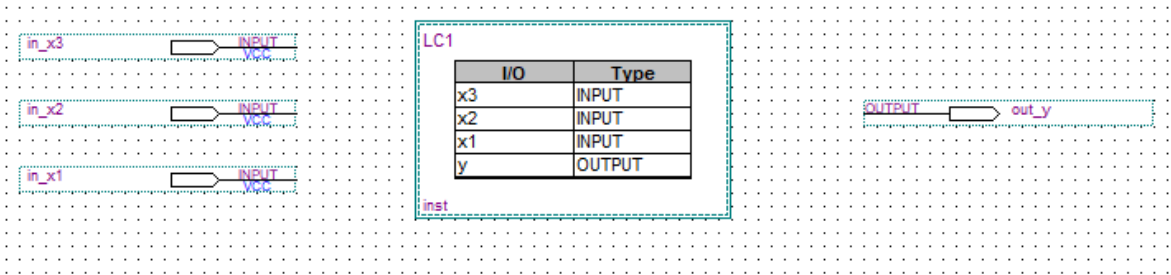 in_x3 INPUT
VCC
in_x2 INPUT
VCC
in_x1 INPUT
VCC
LC1
I/O Type
x3 INPUT
x2 INPUT
x1 INPUT
y OUTPUT
inst
OUTPUT out_y